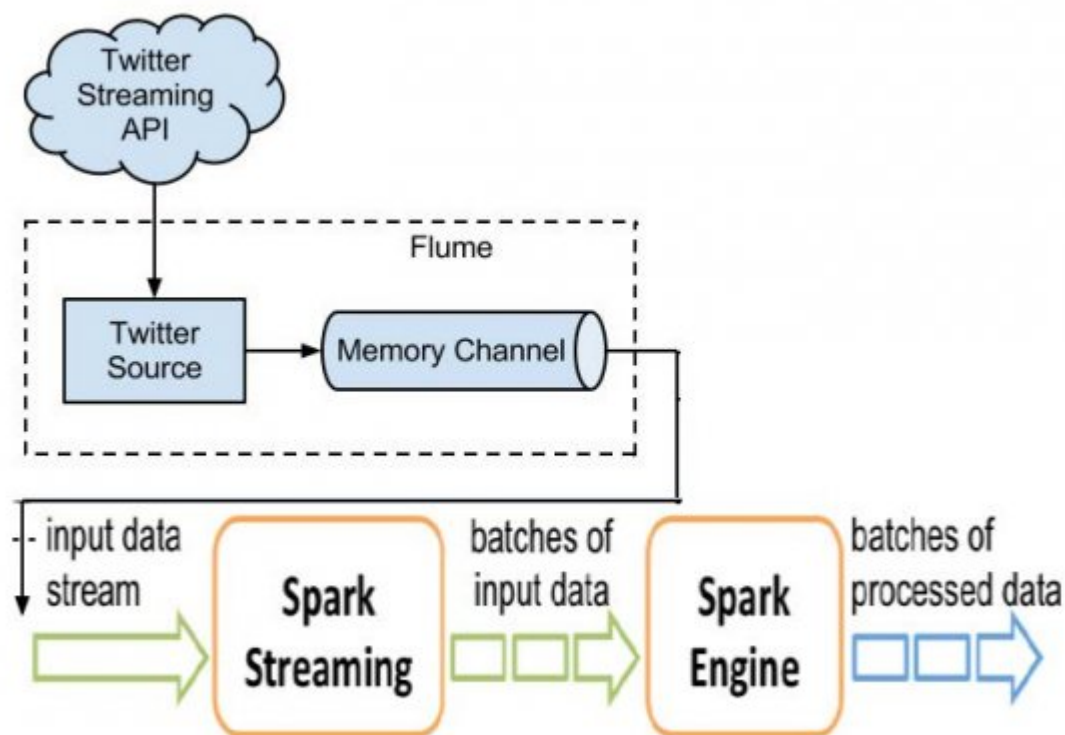 Twitter
Streaming
API
Flume
Twitter
Source
Memory Channel
input data
stream
Spark
Streaming
batches of
input data
Spark
Engine
batches of
processed data